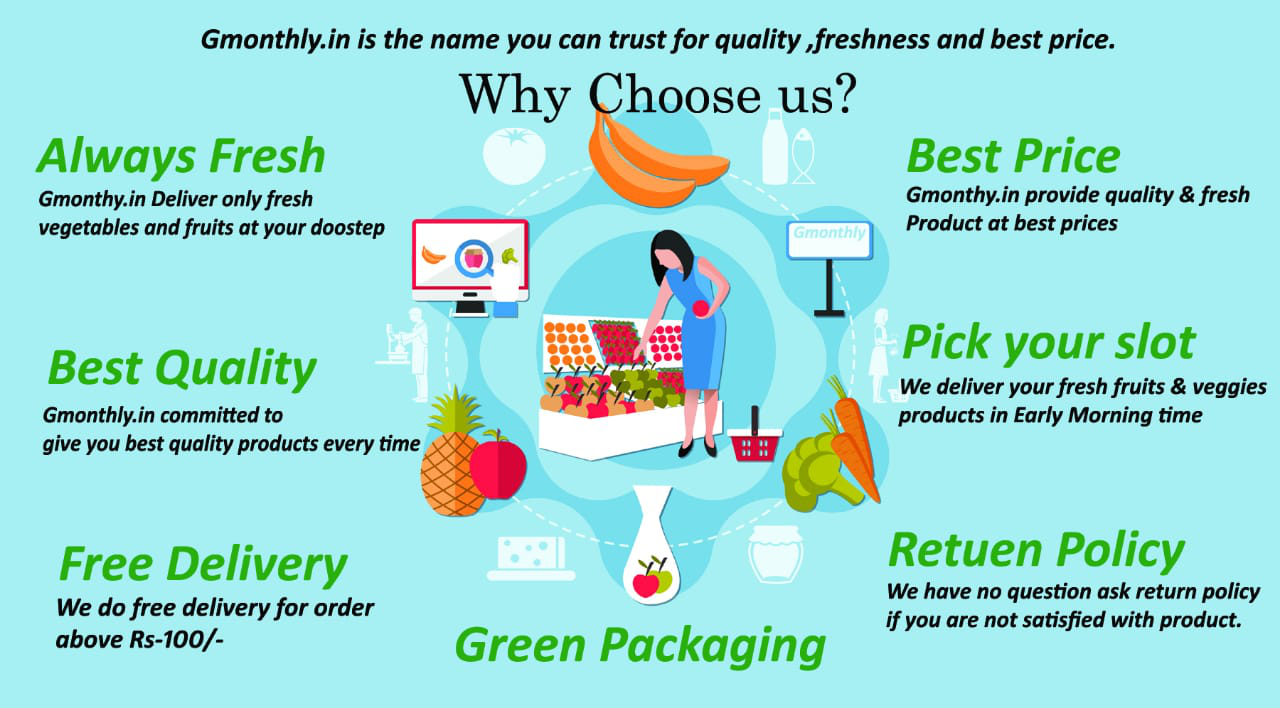 Gmonthly.in is the name you can trust for quality ,freshness and best price.
Why Choose us?
Always Fresh
Gmonthy.in Deliver only fresh
vegetables and fruits at your doostep
Best Quality
Gmonthly.in committed to
give you best quality products every time
Free Delivery
We do free delivery for order
above Rs-100/-
Gmonthly
Green Packaging
Best Price
Gmonthy.in provide quality & fresh
Product at best prices
Pick your slot
We deliver your fresh fruits & veggies
products in Early Morning time
Retuen Policy
We have no question ask return policy
if you are not satisfied with product.